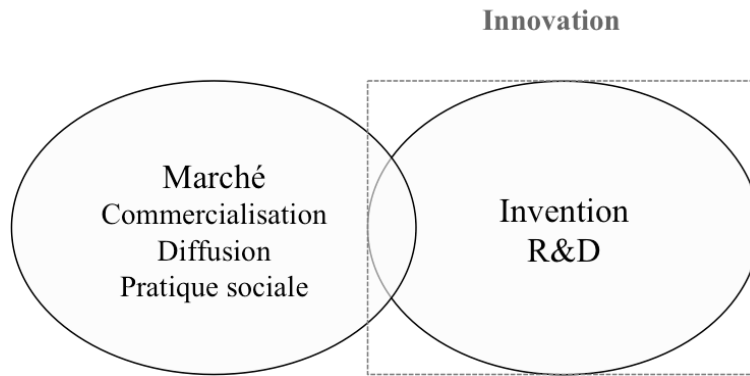 Innovation
Marché
Commercialisation
Diffusion
Pratique sociale
Invention
R&D